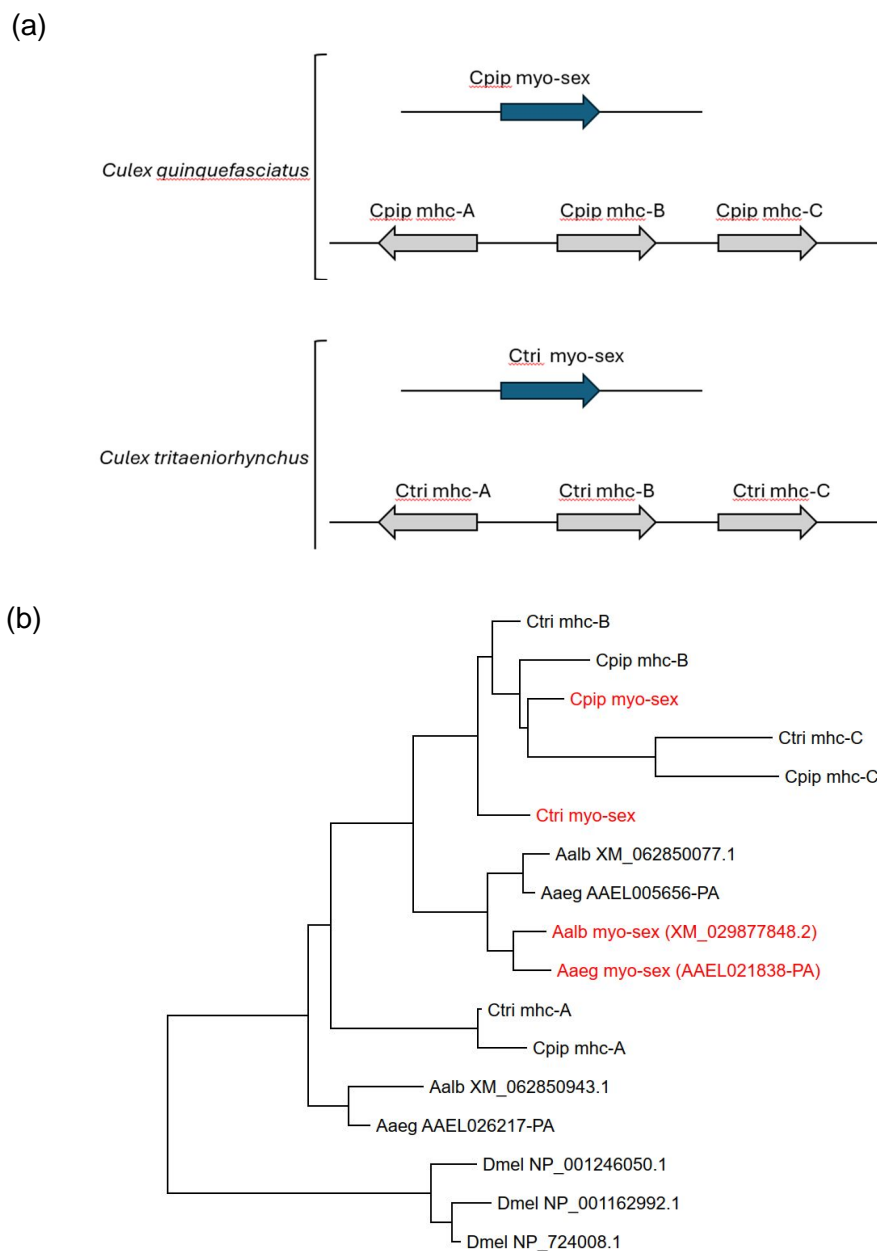 (a)
Cpip myo-sex
Culex quinquefasciatus
Cpip mhc-A Cpip mhc-B Cpip mhc-C
Ctri myo-sex
Culex tritaeniorhynchus
Ctri mhc-A Ctri mhc-B Ctri mhc-C
(b)
Ctri mhc-B
Cpip mhc-B
Cpip myo-sex
Ctri mhc-C
Cpip mhc-C
Ctri myo-sex
Aalb XM_062850077.1
Aaeg AAEL005656-PA
Aalb myo-sex (XM_029877848.2)
Aaeg myo-sex (AAEL021838-PA)
Ctri mhc-A
Cpip mhc-A
Aalb XM_062850943.1
Aaeg AAEL026217-PA
Dmel NP_001246050.1
Dmel NP_001162992.1
Dmel NP_724008.1